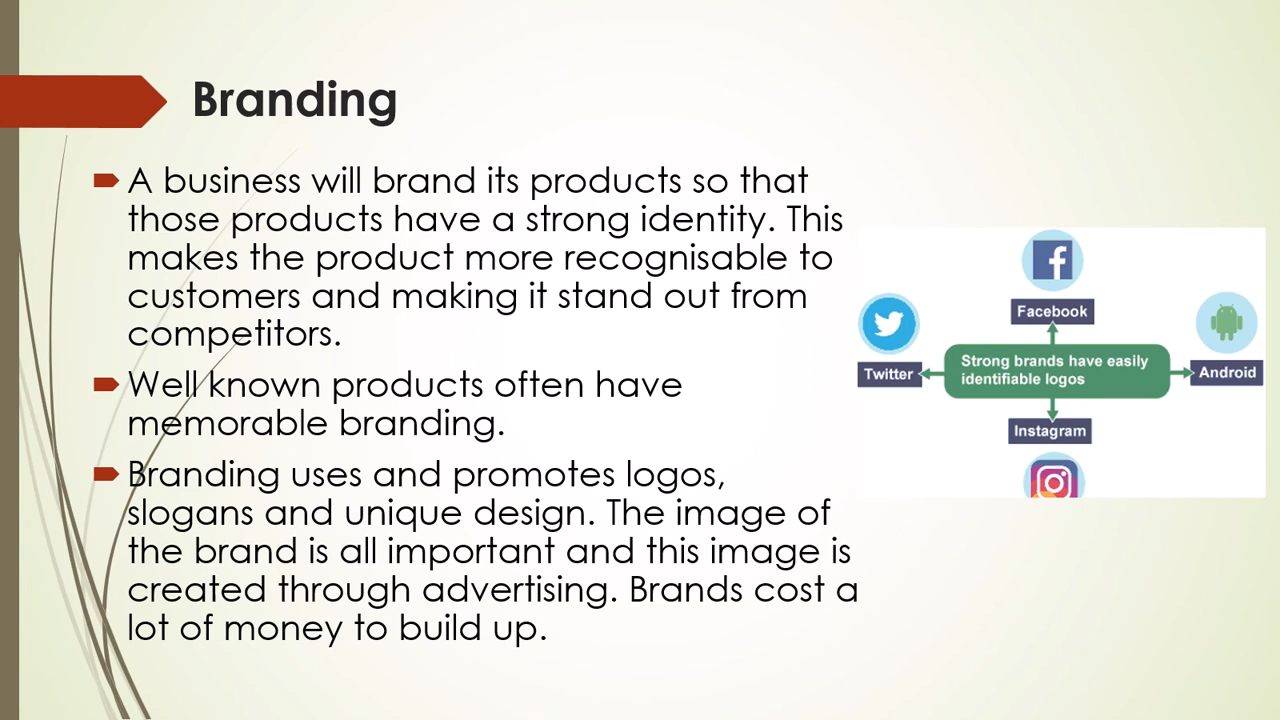 Branding
A business will brand its products so that
those products have a strong identity. This
makes the product more recognisable to
customers and making it stand out from
competitors.
Well known products often have
memorable branding.
Branding uses and promotes logos,
slogans and unique design. The image of
the brand is all important and this image is
created through advertising. Brands cost a
lot of money to build up.
Facebook
Twitter
Strong brands have easily
identifiable logos
Android
Instagram